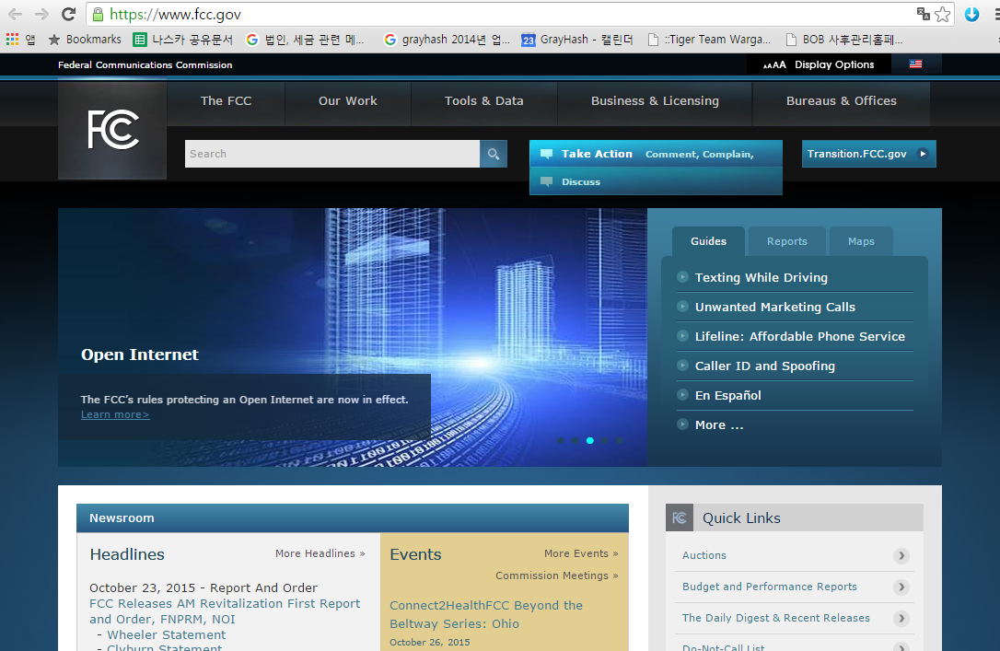 https://www.fcc.gov
앱 Bookmarks 나스카 공유문서 법인, 세금 관련 메... grayhash 2014년 업... 23 GrayHash - 캘린더 ::Tiger Team Warga... BOB 사후관리홈페...
Federal Communications Commission
AAAA Display Options
The FCC Our Work Tools & Data Business & Licensing Bureaus & Offices
FCC
Search
Take Action Comment, Complain,
Discuss
Transition.FCC.gov
Open Internet
The FCC's rules protecting an Open Internet are now in effect.
Learn more>
Guides Reports Maps
Texting While Driving
Unwanted Marketing Calls
Lifeline: Affordable Phone Service
Caller ID and Spoofing
En Español
More ...
Newsroom
Headlines More Headlines »
October 23, 2015 - Report And Order
FCC Releases AM Revitalization First Report
and Order, FNPRM, NOI
- Wheeler Statement
- Clyburn Statement
Events More Events »
Commission Meetings »
Connect2HealthFCC Beyond the
Beltway Series: Ohio
October 26, 2015
FCC Quick Links
Auctions
Budget and Performance Reports
The Daily Digest & Recent Releases
Do-Not-Call List